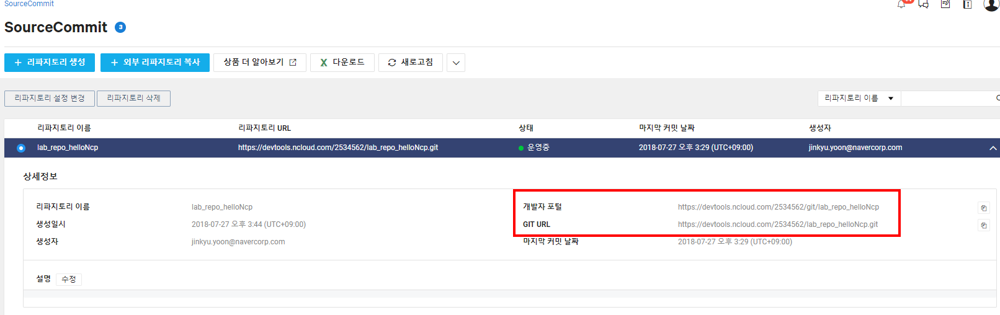 SourceCommit
SourceCommit 3
+ 리파지토리 생성 + 외부 리파지토리 복사 상품 더 알아보기 다운로드 새로고침
리파지토리 설정 변경 리파지토리 삭제 리파지토리 이름
리파지토리 이름 리파지토리 URL 상태 마지막 커밋 날짜 생성자
lab_repo_helloNcp https://devtools.ncloud.com/2534562/lab_repo_helloNcp.git 운영중 2018-07-27 오후 3:29 (UTC+09:00) jinkyu.yoon@navercorp.com
상세정보
리파지토리 이름 lab_repo_helloNcp 개발자 포털 https://devtools.ncloud.com/2534562/git/lab_repo_helloNcp
생성일시 2018-07-27 오후 3:44 (UTC+09:00) GIT URL https://devtools.ncloud.com/2534562/lab_repo_helloNcp.git
생성자 jinkyu.yoon@navercorp.com 마지막 커밋 날짜 2018-07-27 오후 3:29 (UTC+09:00)
설명 수정